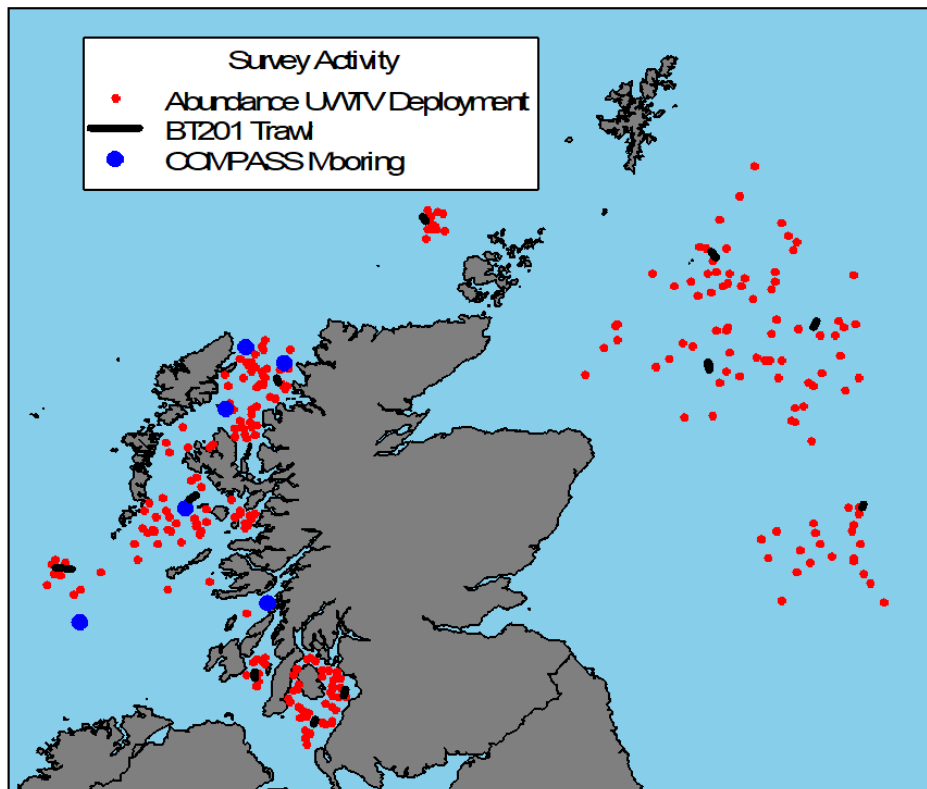 Survey Activity
Abundance UWTV Deployment
BT201 Trawl
COMPASS Mooring